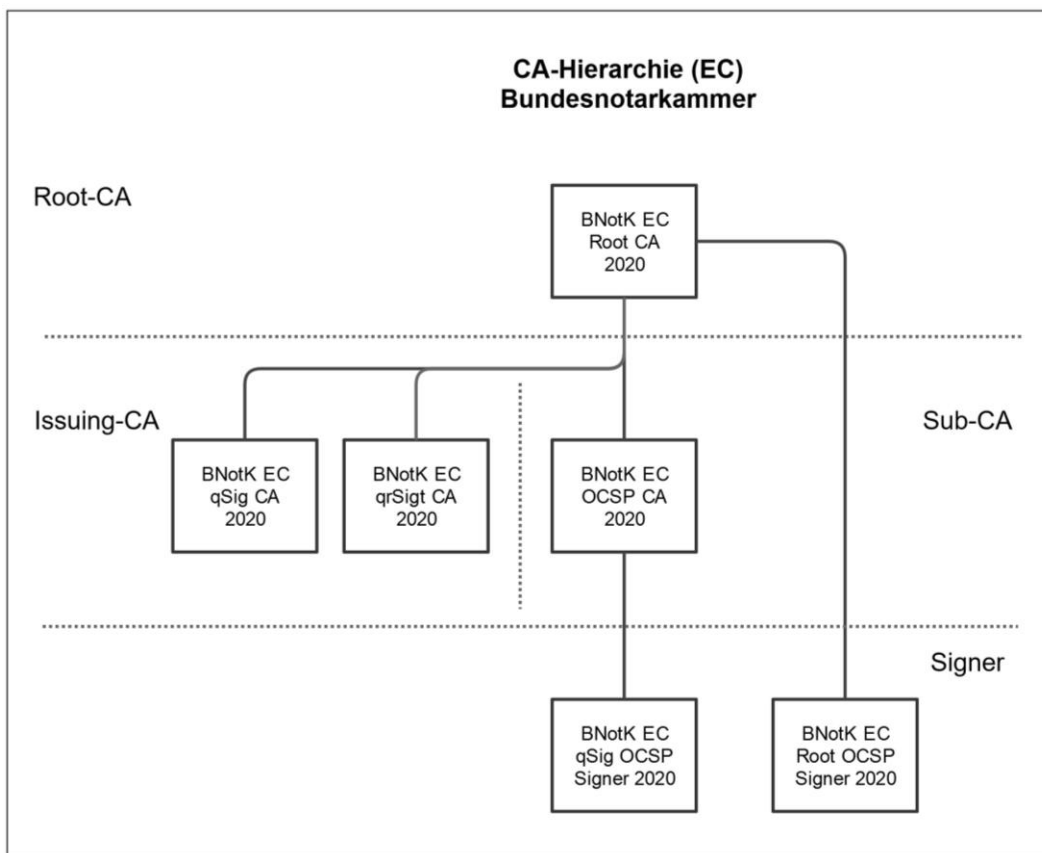 CA-Hierarchie (EC)
Bundesnotarkammer
Root-CA
BNotK EC
Root CA
2020
Issuing-CA
Sub-CA
BNotK EC
qSig CA
2020
BNotK EC
qrSigt CA
2020
BNotK EC
OCSP CA
2020
Signer
BNotK EC
qSig OCSP
Signer 2020
BNotK EC
Root OCSP
Signer 2020